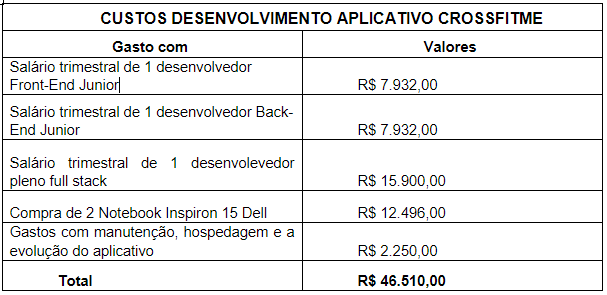 CUSTOS DESENVOLVIMENTO APLICATIVO CROSSFITME
Gasto com Valores
Salário trimestral de 1 desenvolvedor
Front-End Junior R$ 7.932,00
Salário trimestral de 1 desenvolvedor Back-
End Junior R$ 7.932,00
Salário trimestral de 1 desenvolevedor
pleno full stack R$ 15.900,00
Compra de 2 Notebook Inspiron 15 Dell R$ 12.496,00
Gastos com manutenção, hospedagem e a
evolução do aplicativo R$ 2.250,00
Total R$ 46.510,00